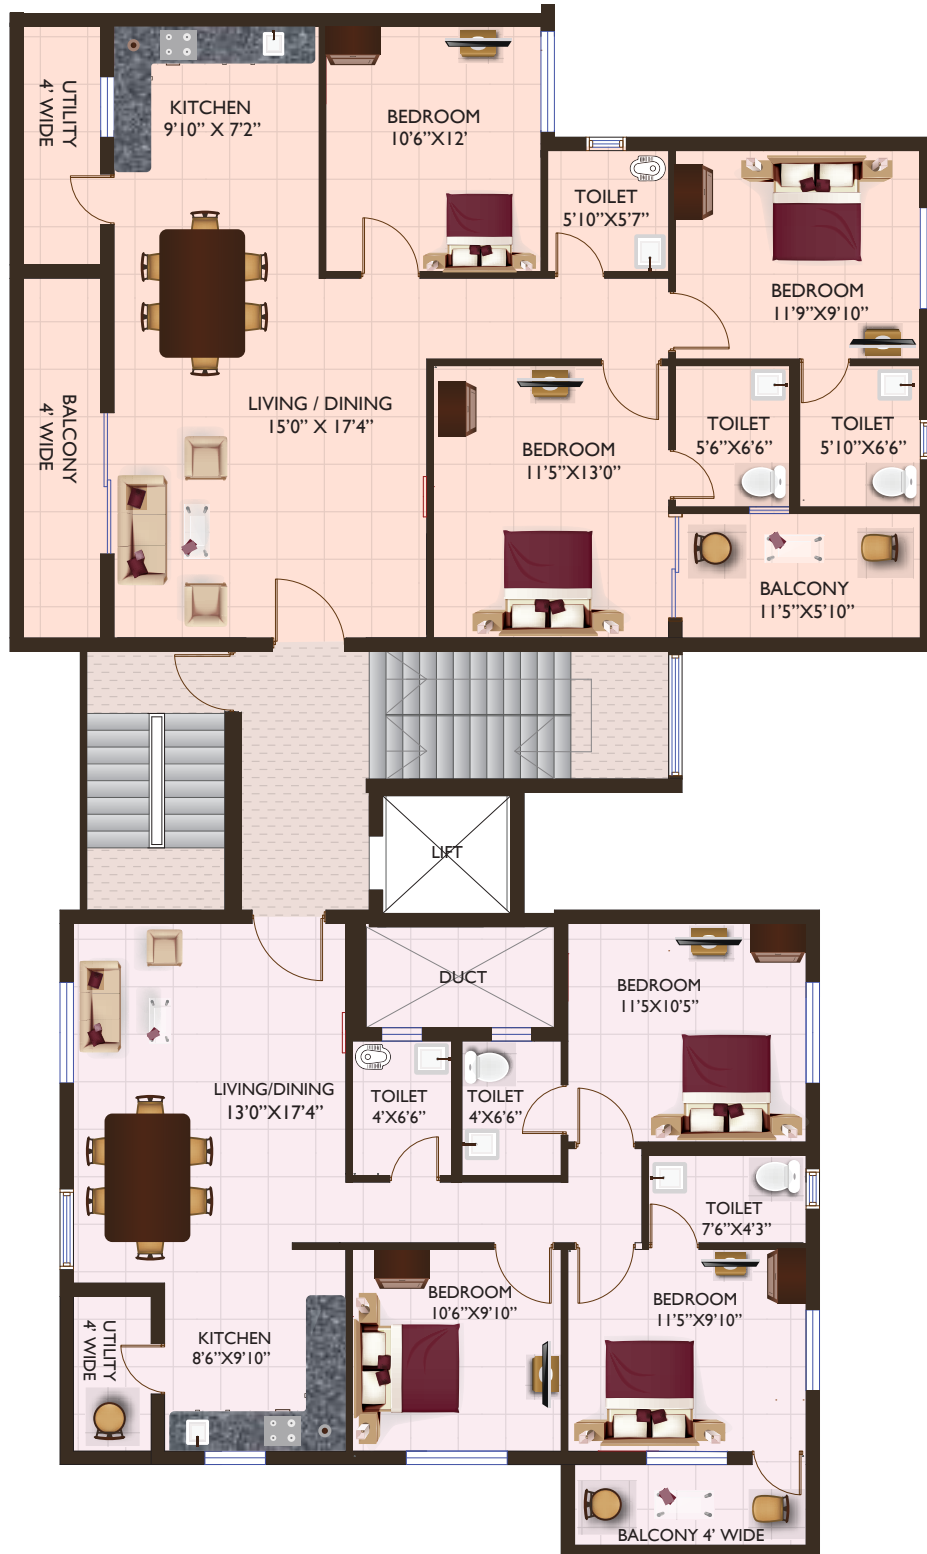 UTILITY
4' WIDE
KITCHEN
9'10" X 7'2"
BEDROOM
10'6"X12'
TOILET
5'10"X5'7"
BEDROOM
11'9"X9'10"
BALCONY
4' WIDE
LIVING / DINING
15'0" X 17'4"
BEDROOM
11'5"X13'0"
TOILET
5'6"X6'6"
TOILET
5'10"X6'6"
BALCONY
11'5"X5'10"
LIFT
DUCT
BEDROOM
11'5X10'5"
LIVING/DINING
13'0"X17'4"
TOILET
4'X6'6"
TOILET
4'X6'6"
TOILET
7'6"X4'3"
UTILITY
4' WIDE
KITCHEN
8'6"X9'10"
BEDROOM
10'6"X9'10"
BEDROOM
11'5"X9'10"
BALCONY 4' WIDE